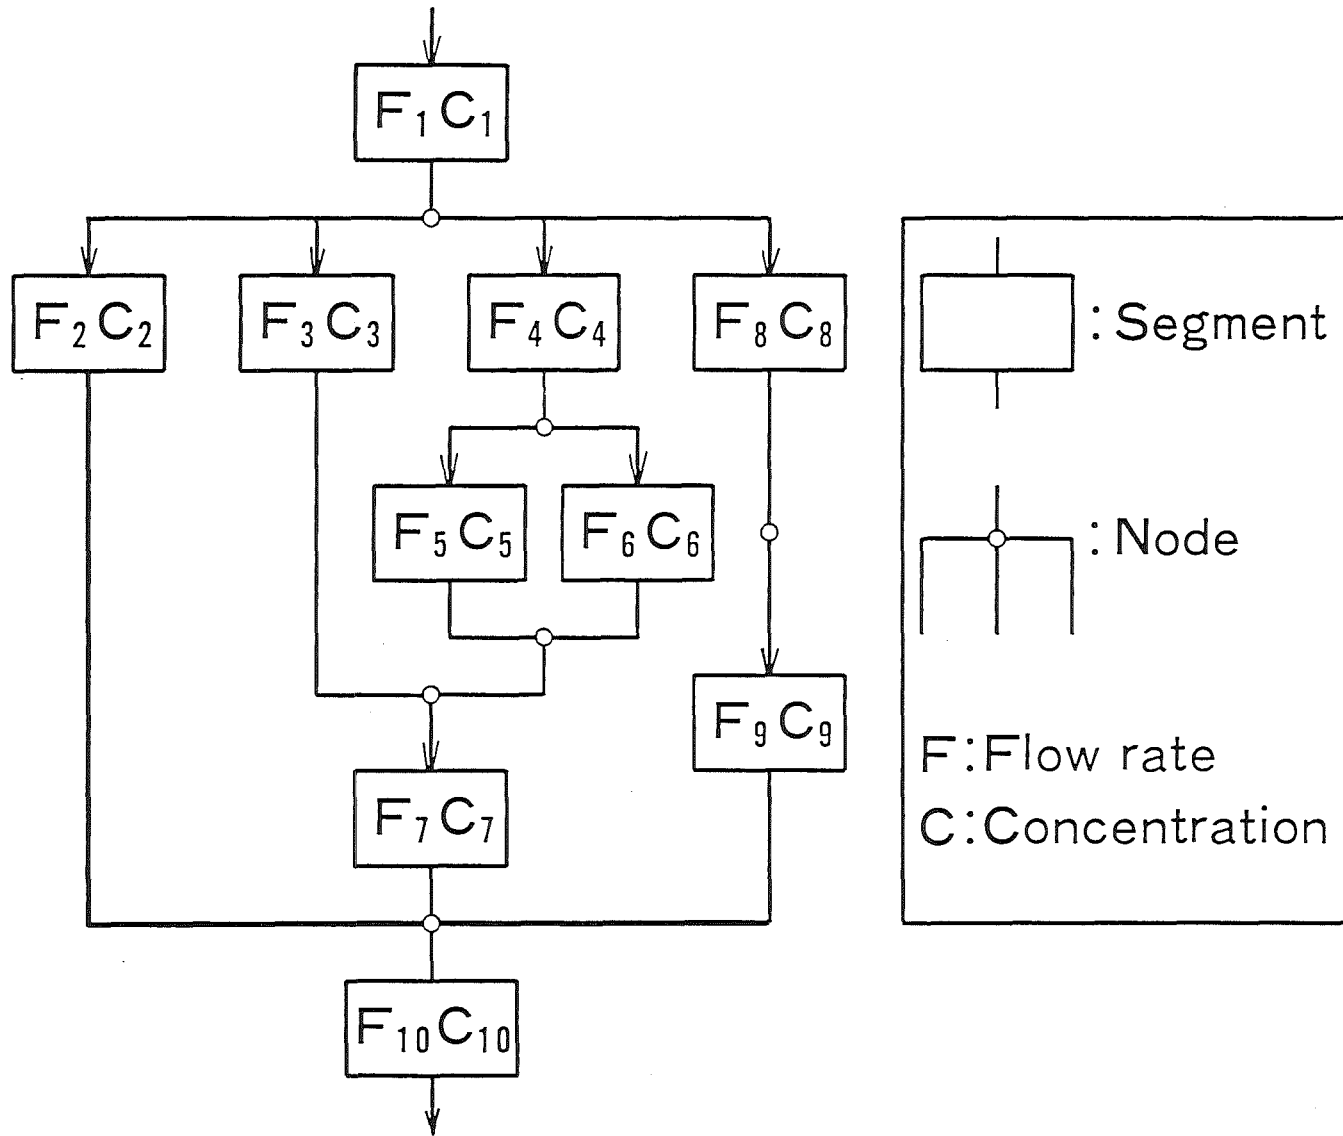 F₁C₁
F₂C₂
F₃C₃
F₄C₄
F₈C₈
:Segment
F₅C₅
F₆C₆
:Node
F₉C₉
F:Flow rate
F₇C₇
C:Concentration
F₁₀C₁₀